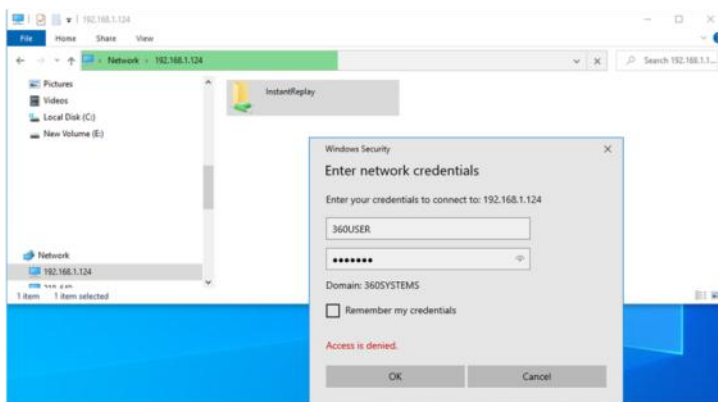 192.168.1.124
File Home Share View
Network 192.168.1.124
Search 192.168.1.1...
Pictures
Videos
Local Disk (C:)
New Volume (E:)
Network
192.168.1.124
1 item 1 item selected
InstantReplay
Windows Security
Enter network credentials
Enter your credentials to connect to: 192.168.1.124
360USER
•••••••
Domain: 360SYSTEMS
Remember my credentials
Access is denied.
OK Cancel